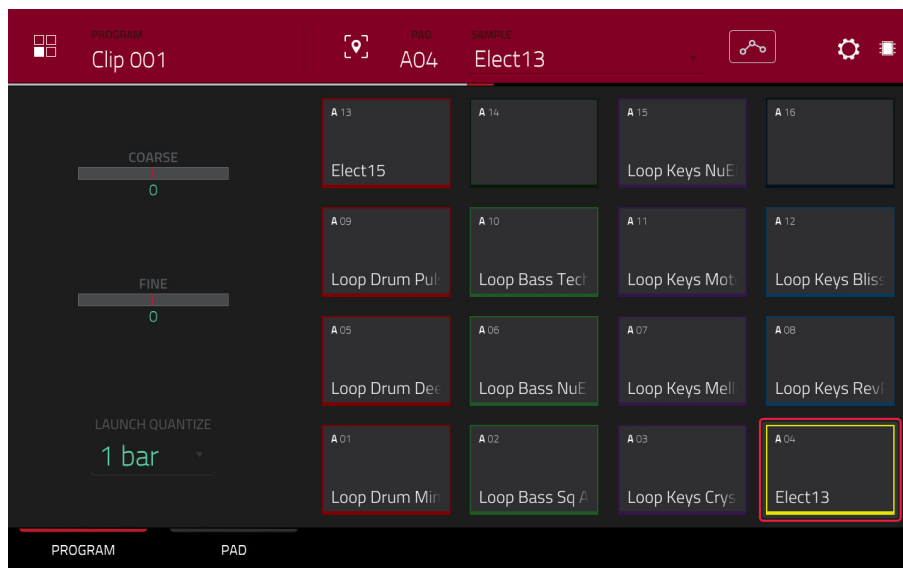 PROGRAM
Clip 001
PAD
A04
SAMPLE
Elect13
COARSE
0
FINE
0
LAUNCH QUANTIZE
1 bar
A 13
Elect15
A 14
A 15
Loop Keys NuE
A 16
A 09
Loop Drum Pul
A 10
Loop Bass Tech
A 11
Loop Keys Mot
A 12
Loop Keys Bliss
A 05
Loop Drum Dee
A 06
Loop Bass NuE
A 07
Loop Keys Mell
A 08
Loop Keys Rev
A 01
Loop Drum Min
A 02
Loop Bass Sq A
A 03
Loop Keys Crys
A 04
Elect13
PROGRAM
PAD